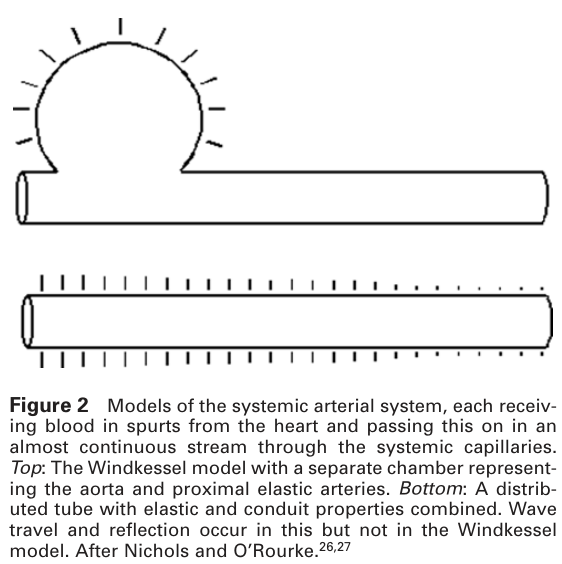 Figure 2 Models of the systemic arterial system, each receiv-
ing blood in spurts from the heart and passing this on in an
almost continuous stream through the systemic capillaries.
Top: The Windkessel model with a separate chamber represent-
ing the aorta and proximal elastic arteries. Bottom: A distrib-
uted tube with elastic and conduit properties combined. Wave
travel and reflection occur in this but not in the Windkessel
model. After Nichols and O’Rourke.26,27